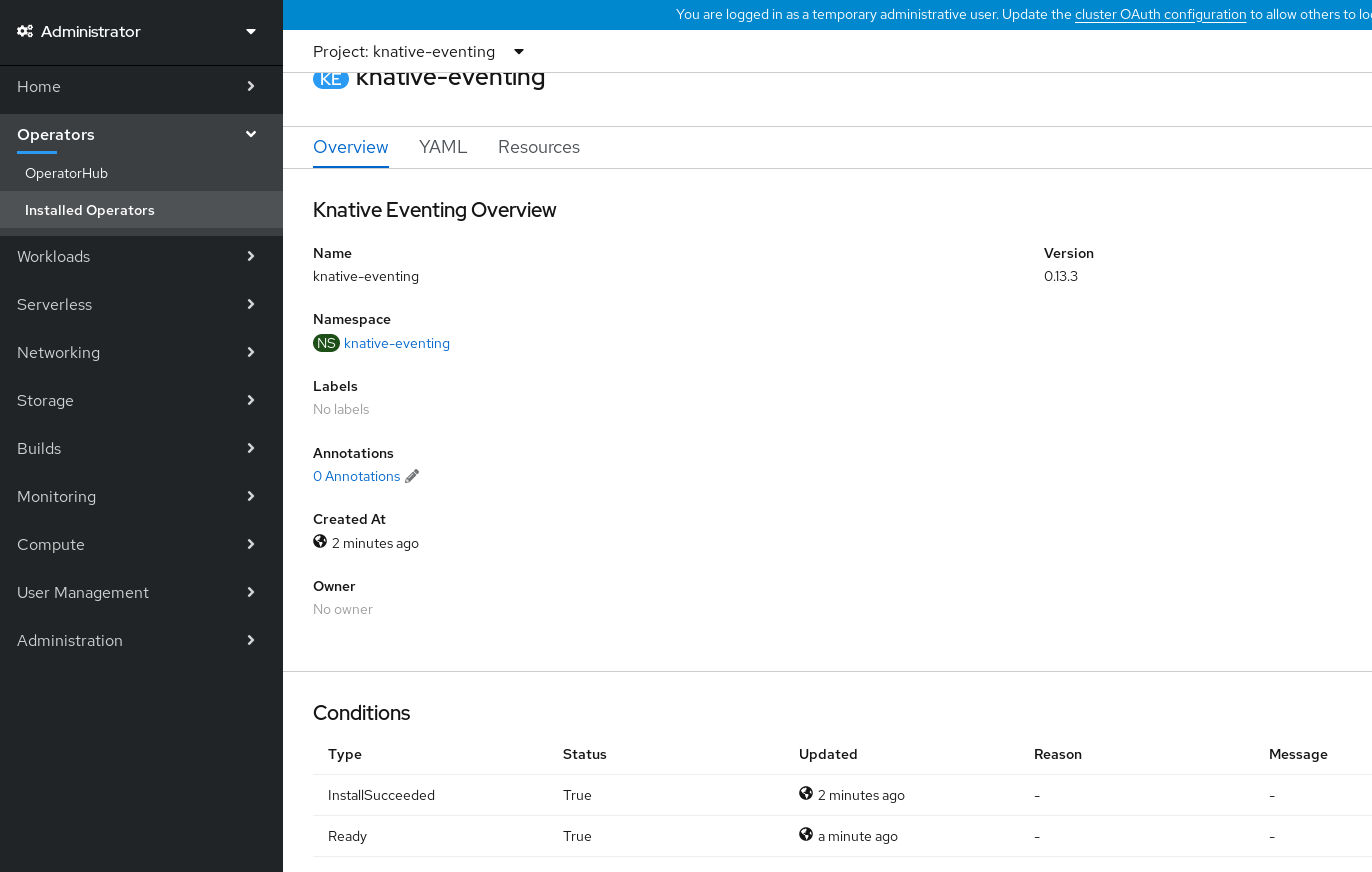 Administrator
Home
Operators
OperatorHub
Installed Operators
Workloads
Serverless
Networking
Storage
Builds
Monitoring
Compute
User Management
Administration
You are logged in as a temporary administrative user. Update the cluster OAuth configuration to allow others to
Project: knative-eventing
KE knative-eventing
Overview YAML Resources
Knative Eventing Overview
Name
knative-eventing
Version
0.13.3
Namespace
NS knative-eventing
Labels
No labels
Annotations
0 Annotations
Created At
2 minutes ago
Owner
No owner
Conditions
Type Status Updated Reason Message
InstallSucceeded True 2 minutes ago - -
Ready True a minute ago - -